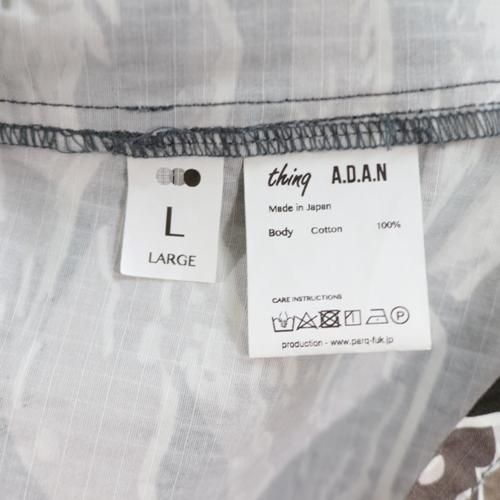 L
LARGE
thing A.D.A.N
Made in Japan
Body Cotton 100%
CARE INSTRUCTIONS
production - www.parq-fuk.jp